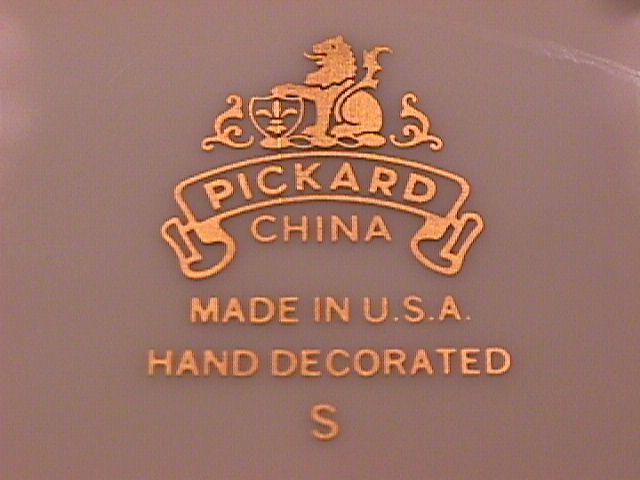 PICKARD
CHINA
MADE IN U.S.A.
HAND DECORATED
S